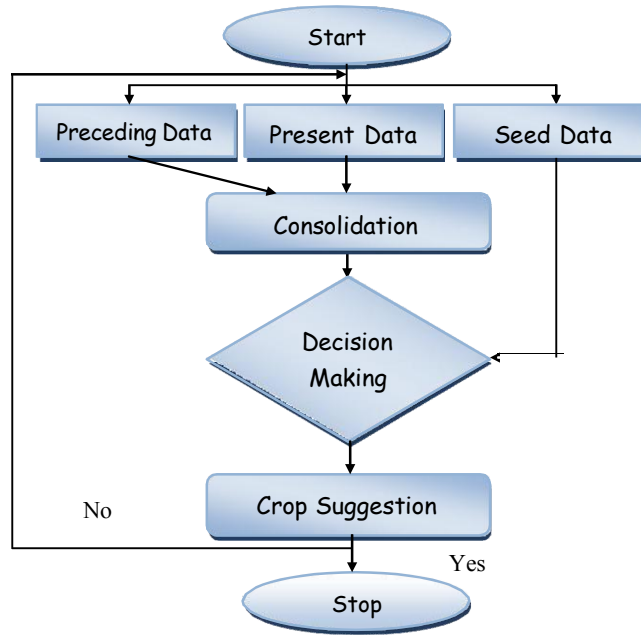 Start
Preceding Data
Present Data
Seed Data
Consolidation
Decision
Making
Crop Suggestion
No
Yes
Stop